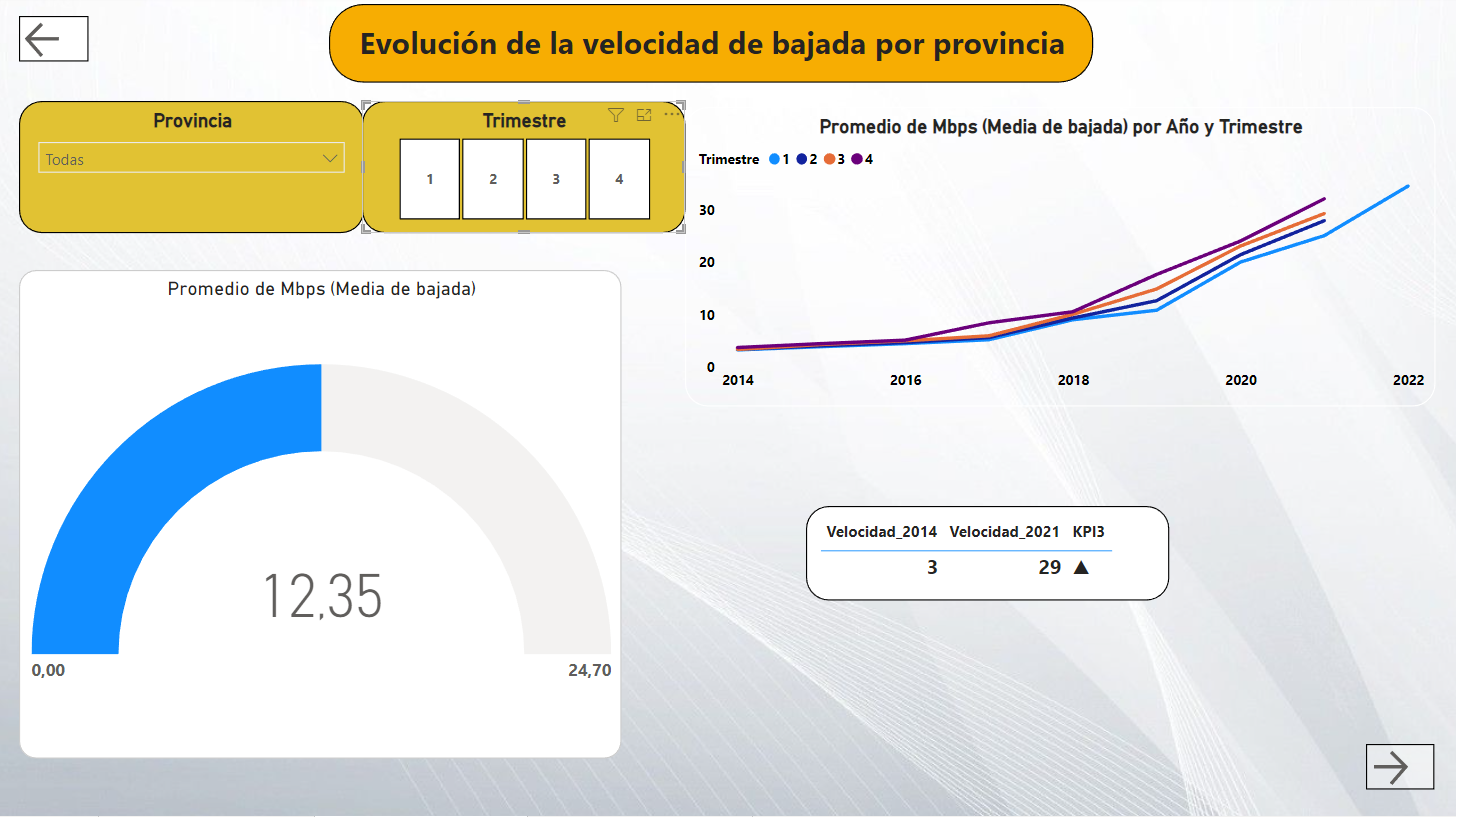 Evolución de la velocidad de bajada por provincia
Provincia
Todas
Trimestre
1 2 3 4
Promedio de Mbps (Media de bajada) por Año y Trimestre
Trimestre 1 2 3 4
30
20
10
0
2014 2016 2018 2020 2022
Promedio de Mbps (Media de bajada)
12,35
0,00 24,70
Velocidad_2014 Velocidad_2021 KPI3
3 29 ▲